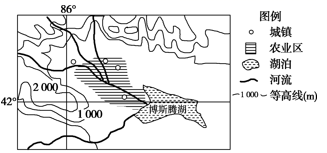 86°
图例
城镇
农业区
湖泊
河流
1 000 等高线(m)
2 000
1 000
42°
博斯腾湖